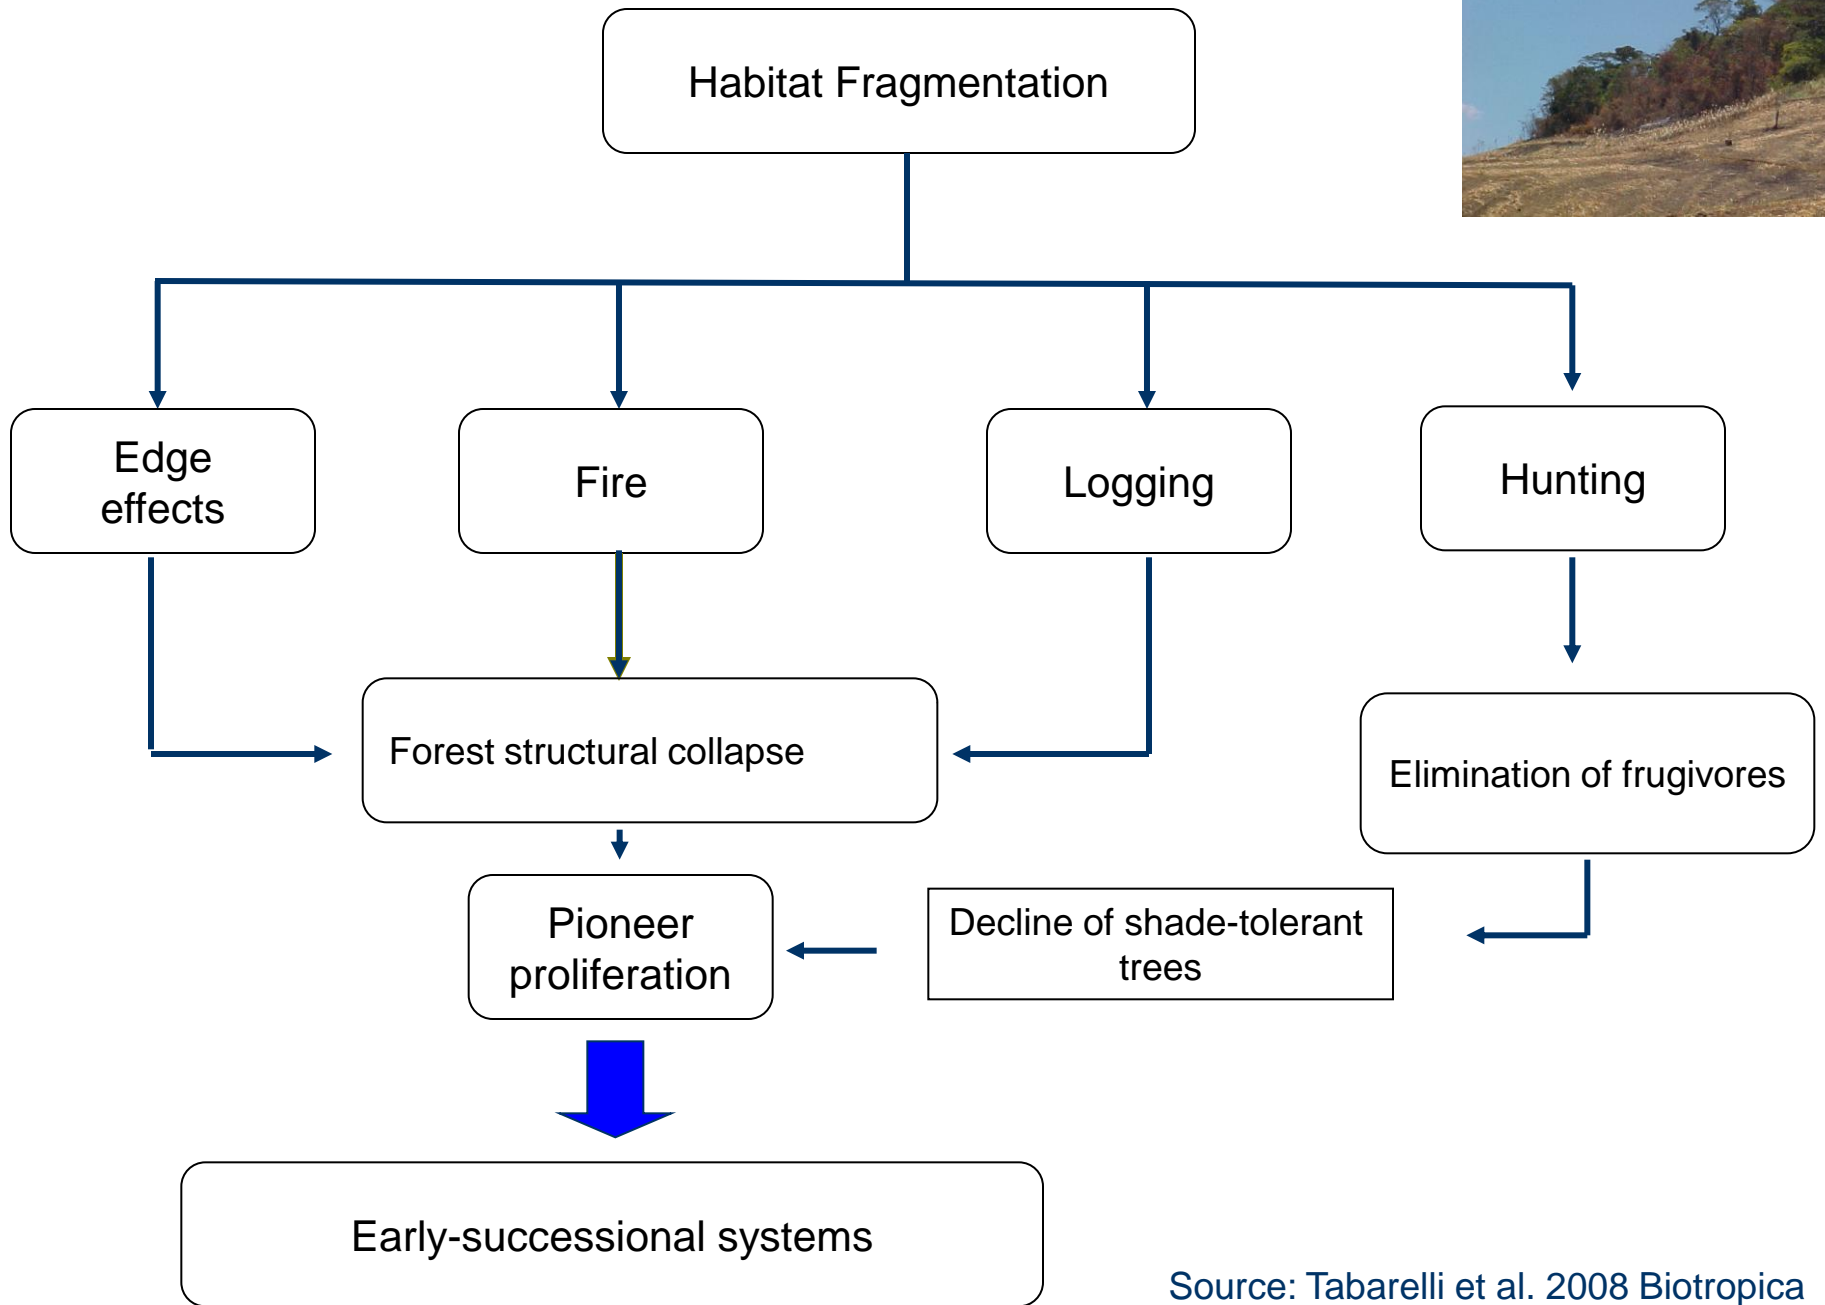 Habitat Fragmentation
Edge
effects
Fire
Logging
Hunting
Forest structural collapse
Elimination of frugivores
Pioneer
proliferation
Decline of shade-tolerant
trees
Early-successional systems
Source: Tabarelli et al. 2008 Biotropica